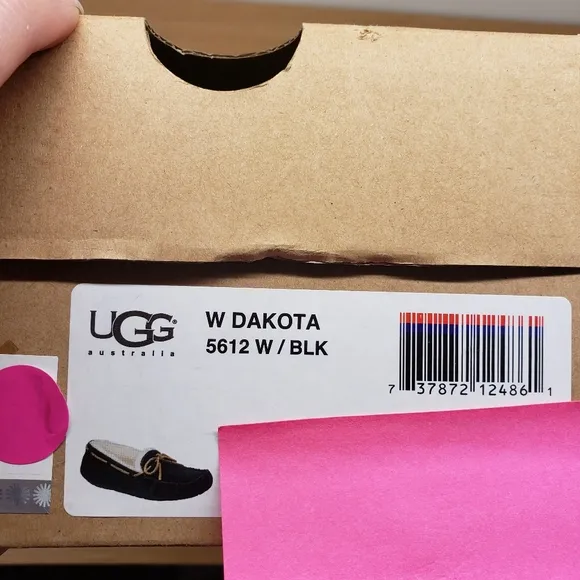 UGG®
australia
W DAKOTA
5612 W / BLK
7 37872 12486 1